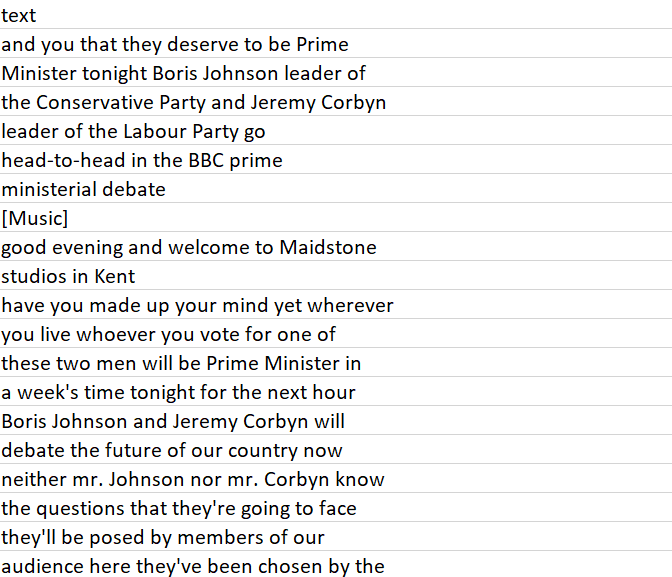 text
and you that they deserve to be Prime
Minister tonight Boris Johnson leader of
the Conservative Party and Jeremy Corbyn
leader of the Labour Party go
head-to-head in the BBC prime
ministerial debate
[Music]
good evening and welcome to Maidstone
studios in Kent
have you made up your mind yet wherever
you live whoever you vote for one of
these two men will be Prime Minister in
a week's time tonight for the next hour
Boris Johnson and Jeremy Corbyn will
debate the future of our country now
neither mr. Johnson nor mr. Corbyn know
the questions that they're going to face
they'll be posed by members of our
audience here they've been chosen by the